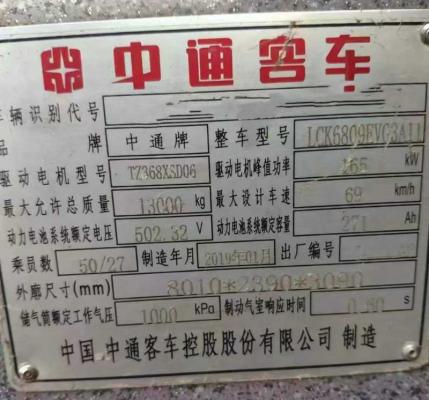 中通客车
车辆识别代号
品 牌 中通牌 整车型号 LCK6809EVG3A11
驱动电机型号 TZ368XSD06 驱动电机峰值功率 165 kW
最大允许总质量 13000 kg 最大设计车速 69 km/h
动力电池系统额定电压 502.32 V 动力电池系统额定容量 271 Ah
乘员数 50/27 制造年月 2019年01月 出厂编号
外廓尺寸(mm) 8010*2390*3090
储气筒额定工作气压 1000 kPa 制动气室响应时间 0.60 s
中国 中通客车控股股份有限公司 制造